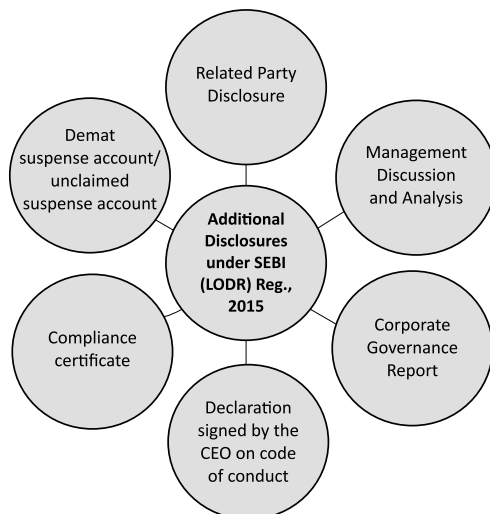 Related Party
Disclosure
Demat
suspense account/
unclaimed
suspense account
Management
Discussion
and Analysis
Additional
Disclosures
under SEBI
(LODR) Reg.,
2015
Compliance
certificate
Corporate
Governance
Report
Declaration
signed by the
CEO on code
of conduct